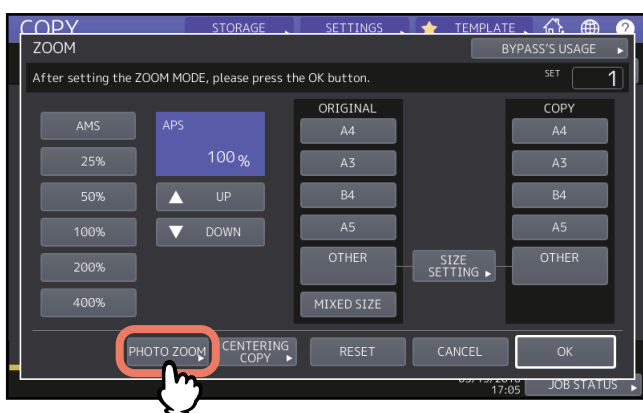 COPY STORAGE SETTINGS TEMPLATE ?
ZOOM BYPASS'S USAGE
After setting the ZOOM MODE, please press the OK button. SET 1
ORIGINAL COPY
AMS APS A4 A4
25% 100 % A3 A3
50% UP B4 B4
100% DOWN A5 A5
200% OTHER SIZE SETTING OTHER
400% MIXED SIZE
PHOTO ZOOM CENTERING COPY RESET CANCEL OK
17:05 JOB STATUS